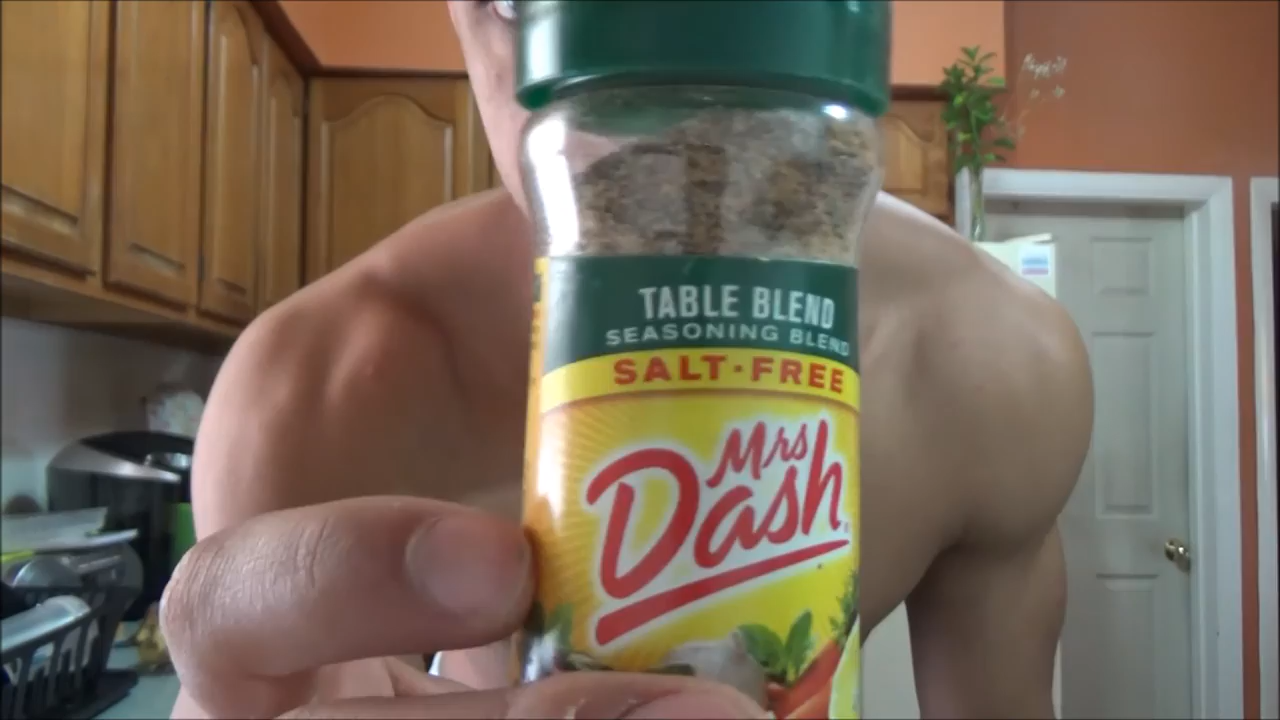 TABLE BLEND
SEASONING BLEND
SALT-FREE
Mrs
Dash